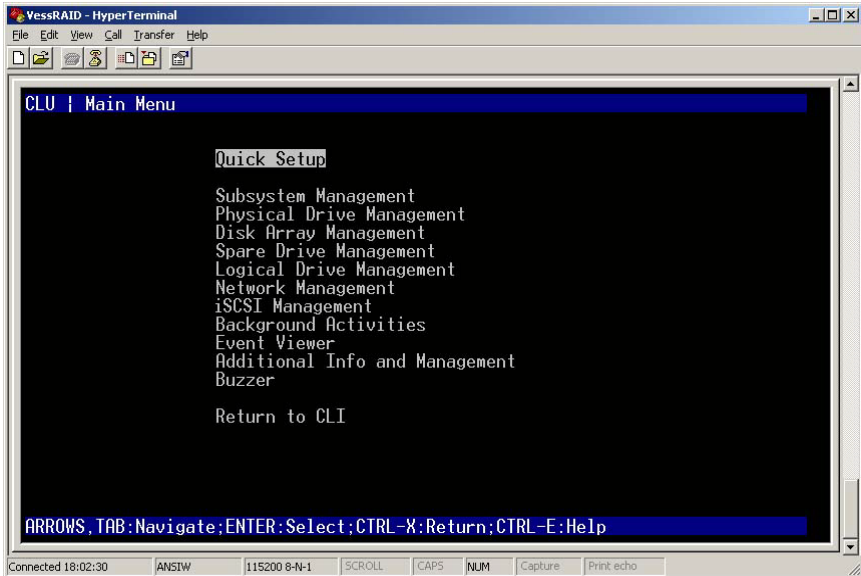 VessRAID - HyperTerminal
File Edit View Call Transfer Help
CLU | Main Menu
Quick Setup
Subsystem Management
Physical Drive Management
Disk Array Management
Spare Drive Management
Logical Drive Management
Network Management
iSCSI Management
Background Activities
Event Viewer
Additional Info and Management
Buzzer
Return to CLI
ARROWS,TAB:Navigate;ENTER:Select;CTRL-X:Return;CTRL-E:Help
Connected 18:02:30 ANSIW 115200 8-N-1 SCROLL CAPS NUM Capture Print echo